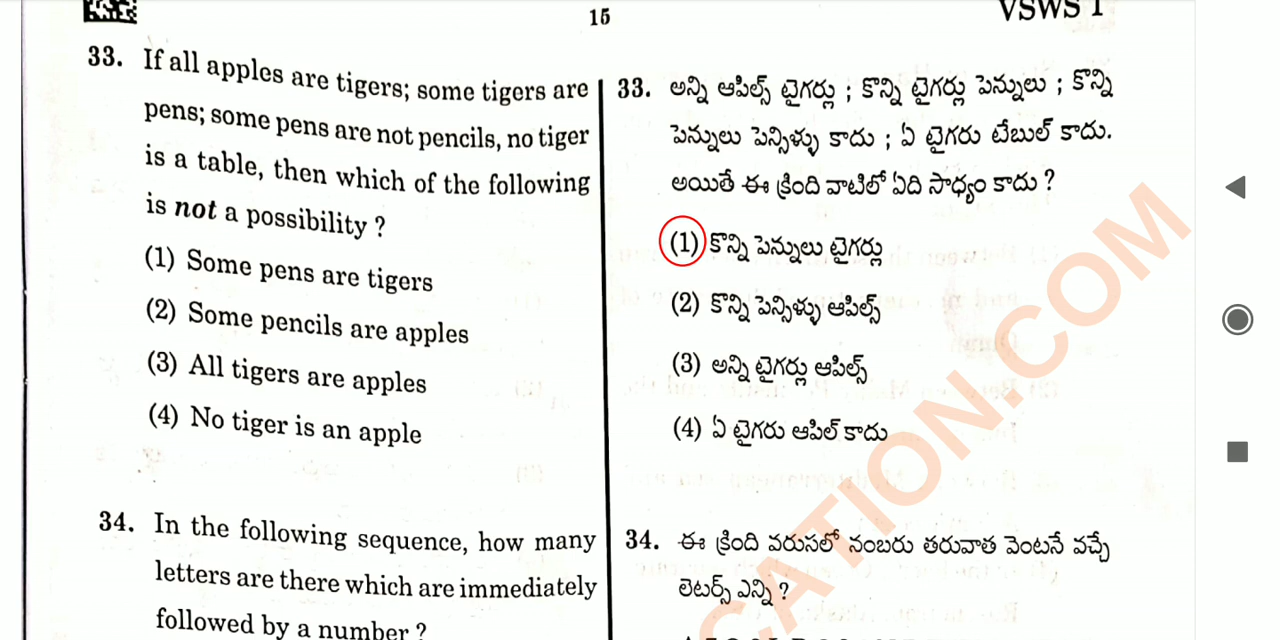 15
VSWS 1
33. If all apples are tigers; some tigers are
pens; some pens are not pencils, no tiger
is a table, then which of the following
is not a possibility ?
(1) Some pens are tigers
(2) Some pencils are apples
(3) All tigers are apples
(4) No tiger is an apple
34. In the following sequence, how many
letters are there which are immediately
followed by a number ?
33. అన్ని ఆపిల్స్ టైగర్లు ; కొన్ని టైగర్లు పెన్నులు ; కొన్ని
పెన్నులు పెన్సిళ్ళు కాదు ; ఏ టైగరు టేబుల్ కాదు.
అయితే ఈ క్రింది వాటిలో ఏది సాధ్యం కాదు ?
(1) కొన్ని పెన్నులు టైగర్లు
(2) కొన్ని పెన్సిళ్ళు ఆపిల్స్
(3) అన్ని టైగర్లు ఆపిల్స్
(4) ఏ టైగరు ఆపిల్ కాదు
34. ఈ క్రింది వరుసలో నంబరు తరువాత వెంటనే వచ్చే
లెటర్స్ ఎన్ని ?
CATION.COM